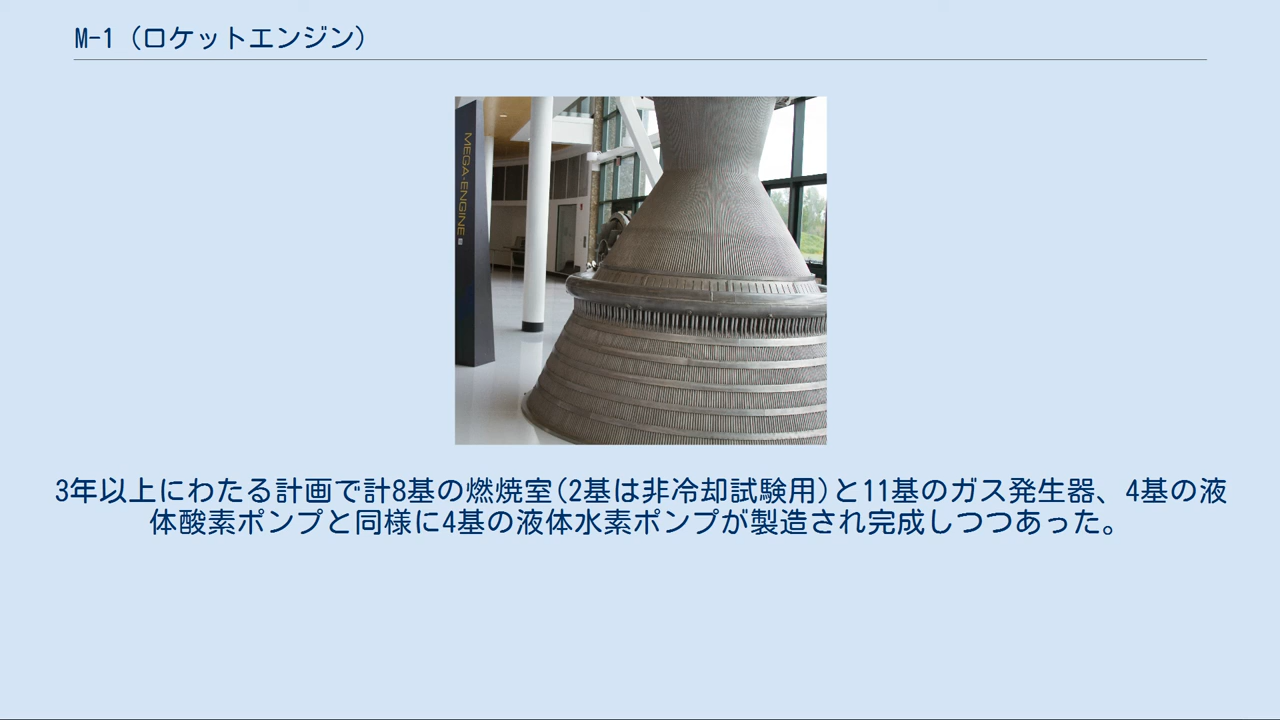 M-1（ロケットエンジン）
MEGA-ENGINE
3年以上にわたる計画で計8基の燃焼室(2基は非冷却試験用)と11基のガス発生器、4基の液
体酸素ポンプと同様に4基の液体水素ポンプが製造され完成しつつあった。